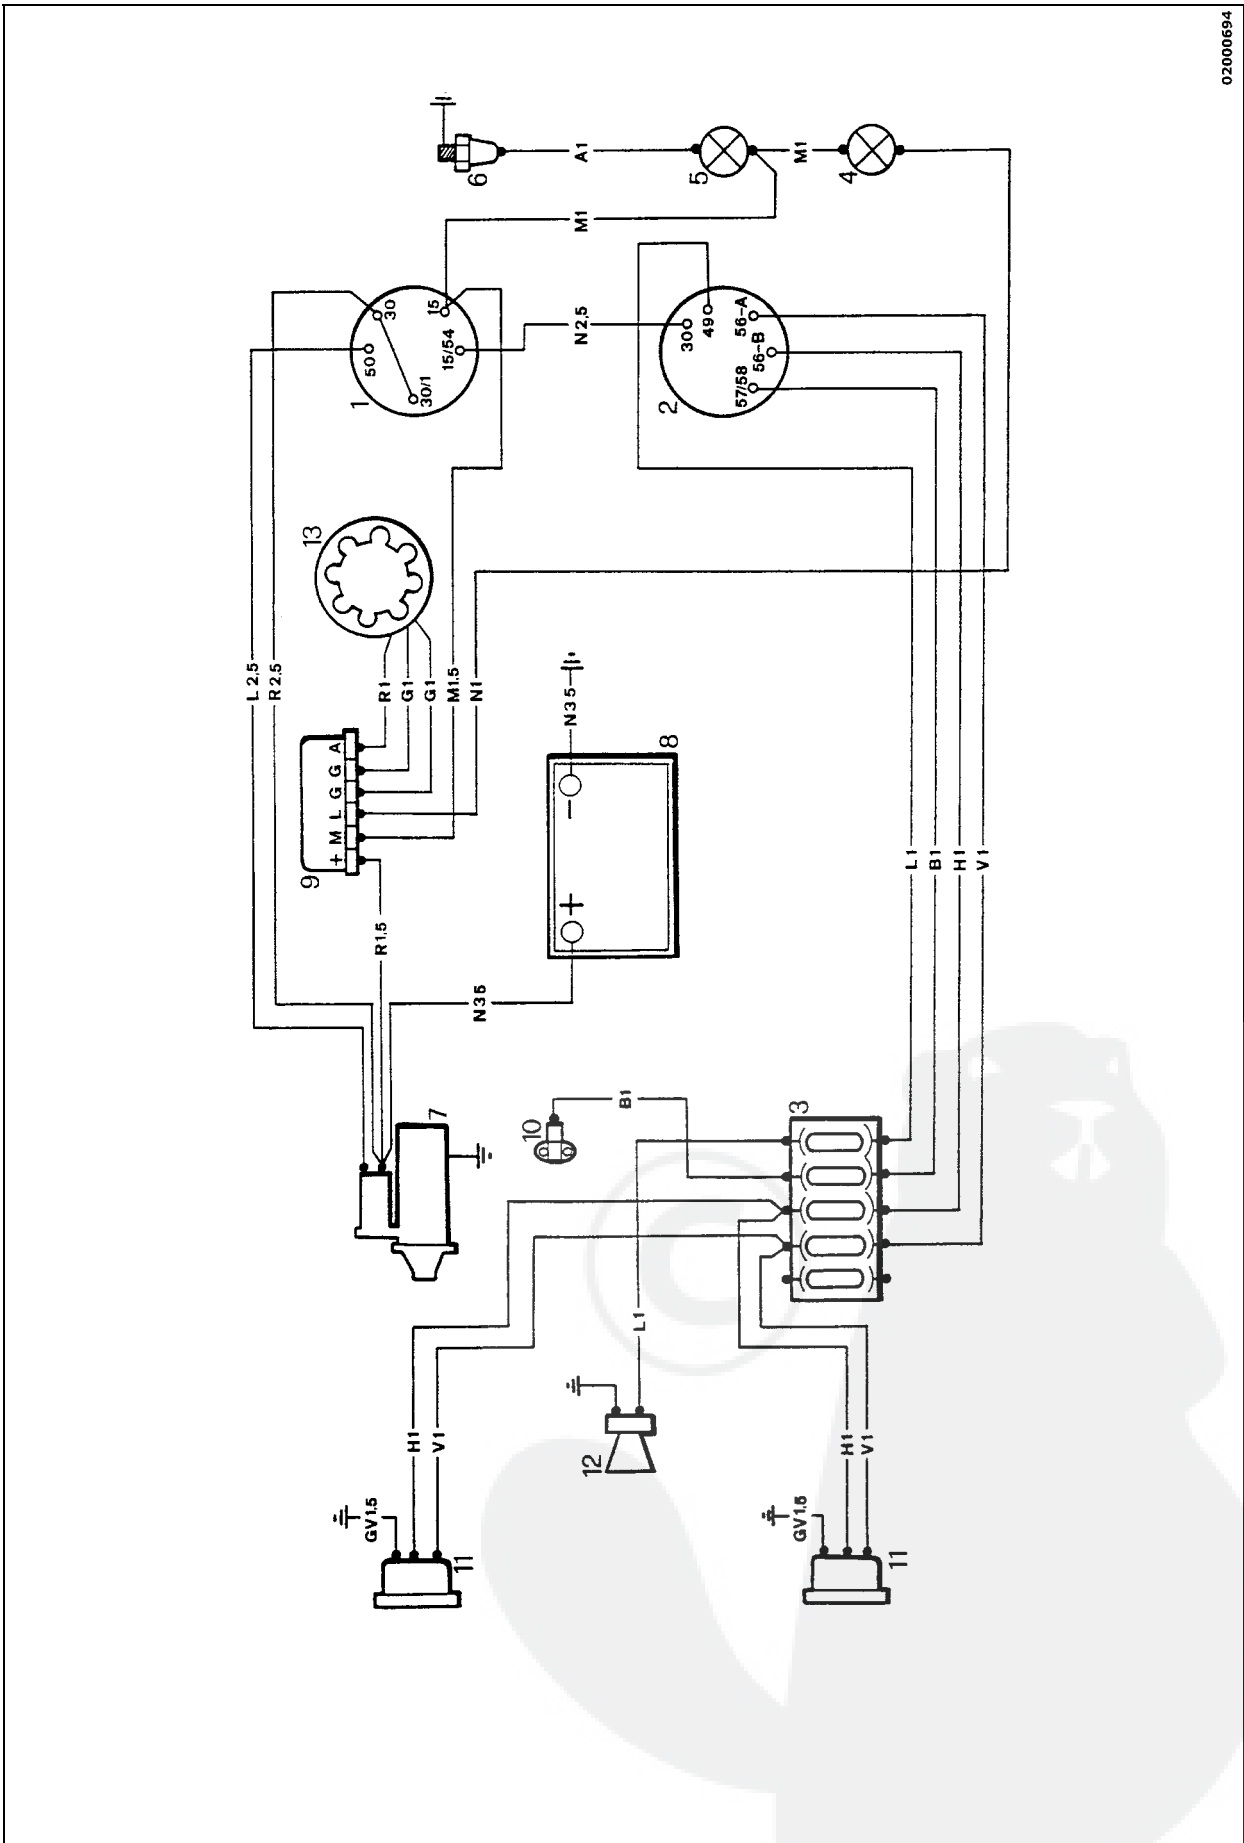 02000694
6
A1
5
M1
4
M1
1
50
30
30/1
15/54
15
N2,5
2
30
49
56-A
56-B
57/58
13
L2,5
R2,5
R1
G1
G1
M1,5
N1
9
+ M L G G A
R1,5
N35
8
+
−
N35
L1
B1
H1
V1
7
10
B1
3
L1
12
H1
V1
GV1,5
11
H1
V1
GV1,5
11
©